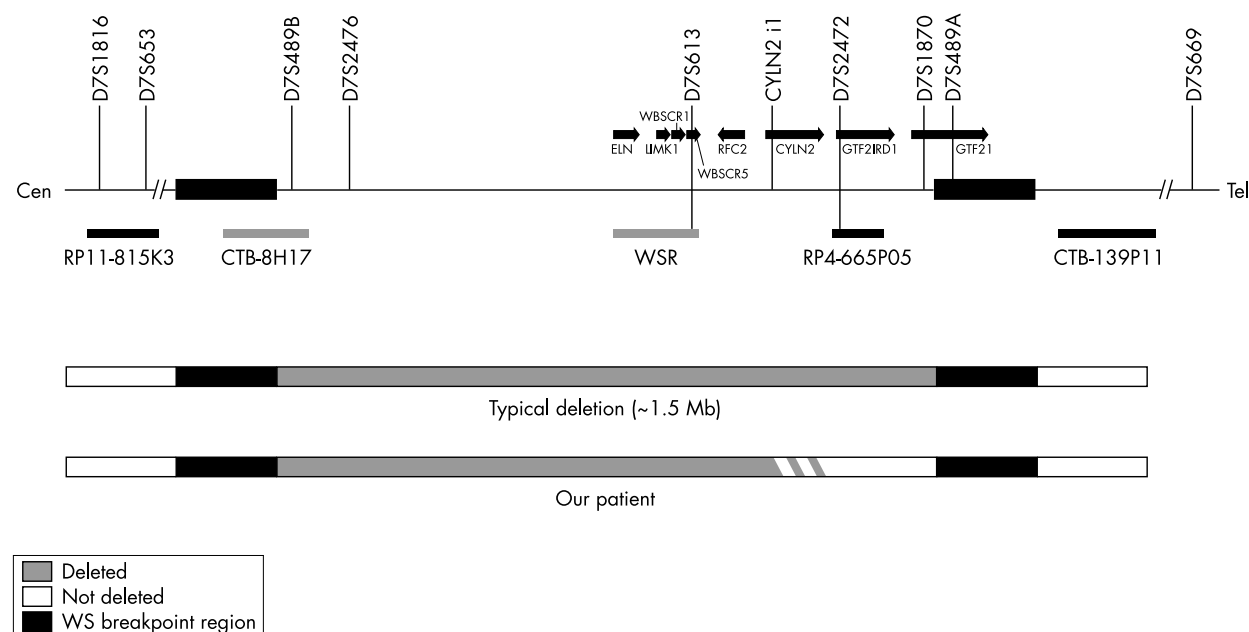 D7S1816
D7S653
D7S489B
D7S2476
D7S613
CYLN2 i1
D7S2472
D7S1870
D7S489A
D7S669
WBSCR1
ELN
LIMK1
RFC2
CYLN2
GTF2IRD1
GTF21
WBSCR5
Cen
Tel
RP11-815K3
CTB-8H17
WSR
RP4-665P05
CTB-139P11
Typical deletion (~1.5 Mb)
Our patient
Deleted
Not deleted
WS breakpoint region